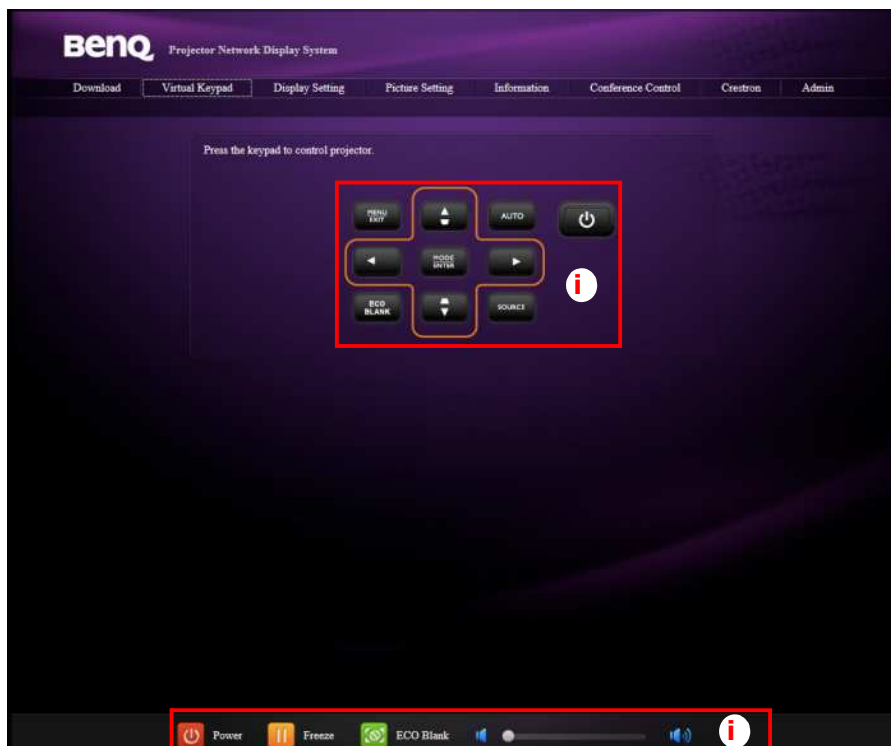 BenQ Projector Network Display System
Download Virtual Keypad Display Setting Picture Setting Information Conference Control Crestron Admin
Press the keypad to control projector.
MENU
EXIT
AUTO
MODE
ENTER
i
ECO
BLANK
SOURCE
Power Freeze ECO Blank i